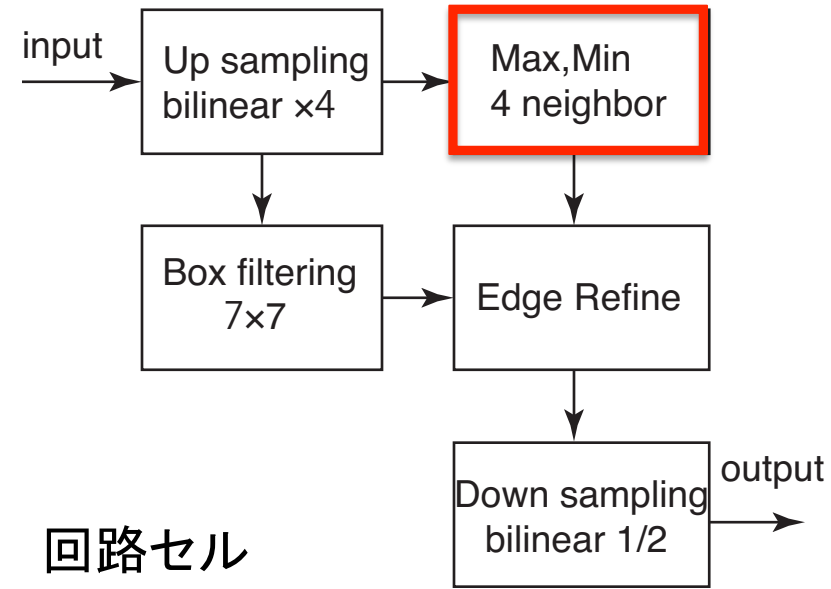 input
Up sampling
bilinear ×4
Max,Min
4 neighbor
Box filtering
7×7
Edge Refine
Down sampling
bilinear 1/2
output
回路セル